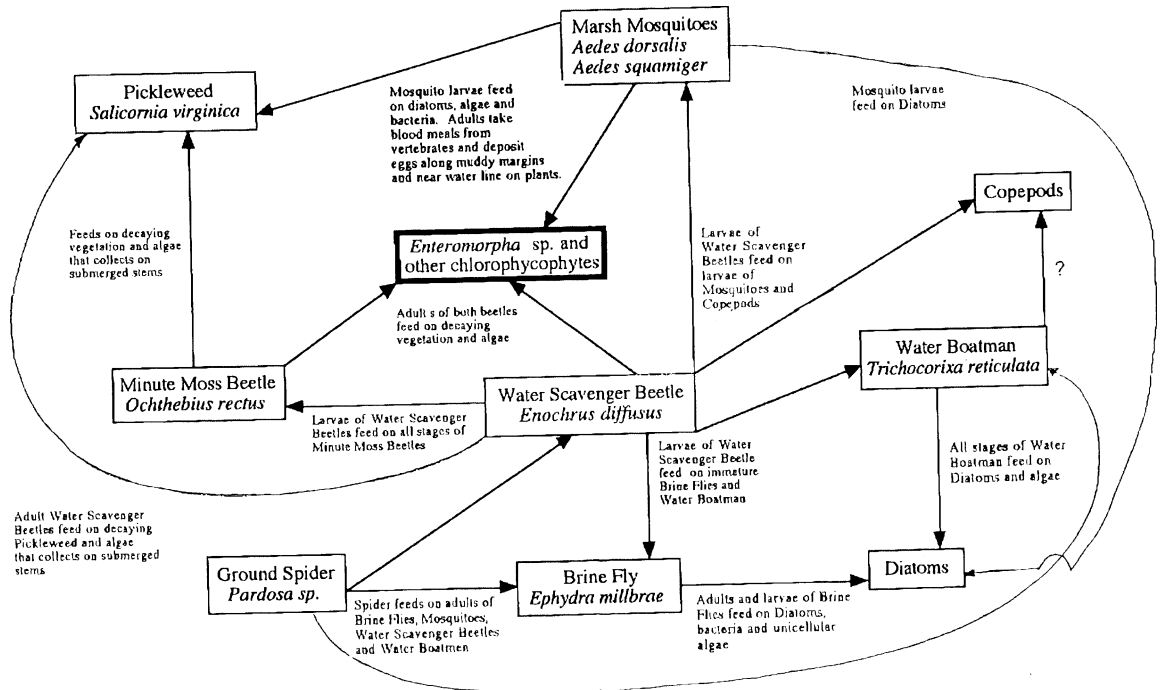 Marsh Mosquitoes
Aedes dorsalis
Aedes squamiger
Pickleweed
Salicornia virginica
Mosquito larvae feed
on diatoms, algae and
bacteria. Adults take
blood meals from
vertebrates and deposit
eggs along muddy margins
and near water line on plants.
Mosquito larvae
feed on Diatoms
Copepods
Feeds on decaying
vegetation and algae
that collects on
submerged stems
Enteromorpha sp. and
other chlorophycophytes
Larvae of
Water Scavenger
Beetles feed on
larvae of
Mosquitoes and
Copepods
?
Adult s of both beetles
feed on decaying
vegetation and algae
Water Boatman
Trichocorixa reticulata
Minute Moss Beetle
Ochthebius rectus
Water Scavenger Beetle
Enochrus diffusus
Larvae of Water Scavenger
Beetles feed on all stages of
Minute Moss Beetles
Larvae of Water
Scavenger Beetle
feed on immature
Brine Flies and
Water Boatman
All stages of Water
Boatman feed on
Diatoms and algae
Adult Water Scavenger
Beetles feed on decaying
Pickleweed and algae
that collects on submerged
stems
Ground Spider
Pardosa sp.
Brine Fly
Ephydra millbrae
Diatoms
Spider feeds on adults of
Brine Flies, Mosquitoes,
Water Scavenger Beetles
and Water Boatmen
Adults and larvae of Brine
Flies feed on Diatoms,
bacteria and unicellular
algae